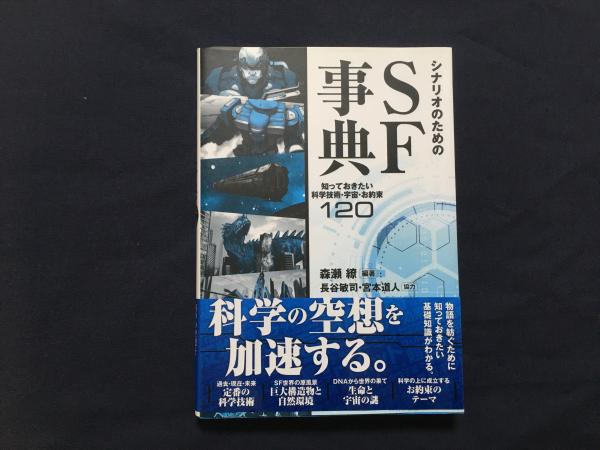 シナリオのための
SF
事典
知っておきたい
科学技術・宇宙・お約束
120
森瀬 繚 編著
長谷敏司・宮本道人 協力
科学の空想を
加速する。
物語を紡ぐために
知っておきたい
基礎知識がわかる。
過去・現在・未来
定番の
科学技術
SF世界の原風景
巨大構造物と
自然環境
DNAから世界の果て
生命と
宇宙の謎
科学の上に成立する
お約束の
テーマ